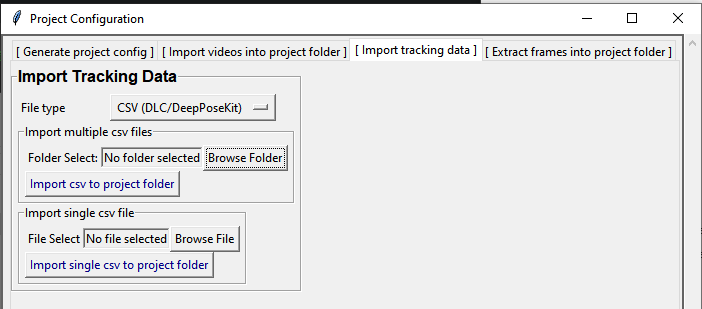 Project Configuration
[ Generate project config ] [ Import videos into project folder ] [ Import tracking data ] [ Extract frames into project folder ]
Import Tracking Data
File type CSV (DLC/DeepPoseKit)
Import multiple csv files
Folder Select: No folder selected Browse Folder
Import csv to project folder
Import single csv file
File Select No file selected Browse File
Import single csv to project folder